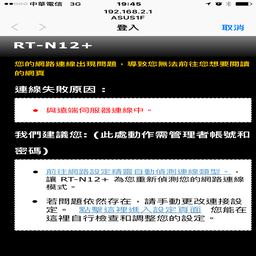 中華電信 3G 19:45
192.168.2.1
ASUS1F
登入 取消
RT-N12+
您的網路連線出現問題，導致您無法前往您想要閱讀
的網頁
連線失敗原因：
與遠端伺服器連線中。
我們建議您：(此處動作需管理者帳號和
密碼)
前往網路設定精靈自動偵測連線類型。，
讓 RT-N12+ 為您重新偵測您的網路連線
模式。
若問題依然存在，請手動更改連接設
定。 點擊這裡進入設定頁面 您能在
這裡自行檢查和調整您的設定。